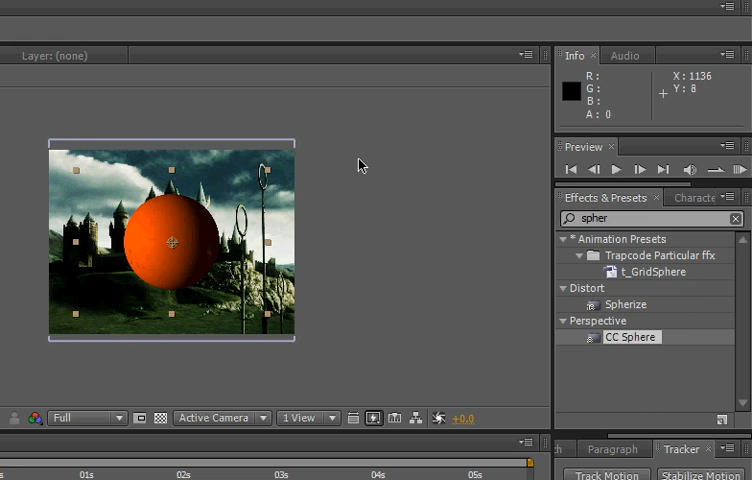 Layer: (none)
Info × Audio
R :
G :
B :
A : 0
X : 1136
Y : 8
Preview ×
Effects & Presets × Characte
spher
* Animation Presets
Trapcode Particular ffx
t_GridSphere
Distort
Spherize
Perspective
CC Sphere
Full
Active Camera
1 View
+0.0
Paragraph Tracker ×
Track Motion Stabilize Motion
01s 02s 03s 04s 05s